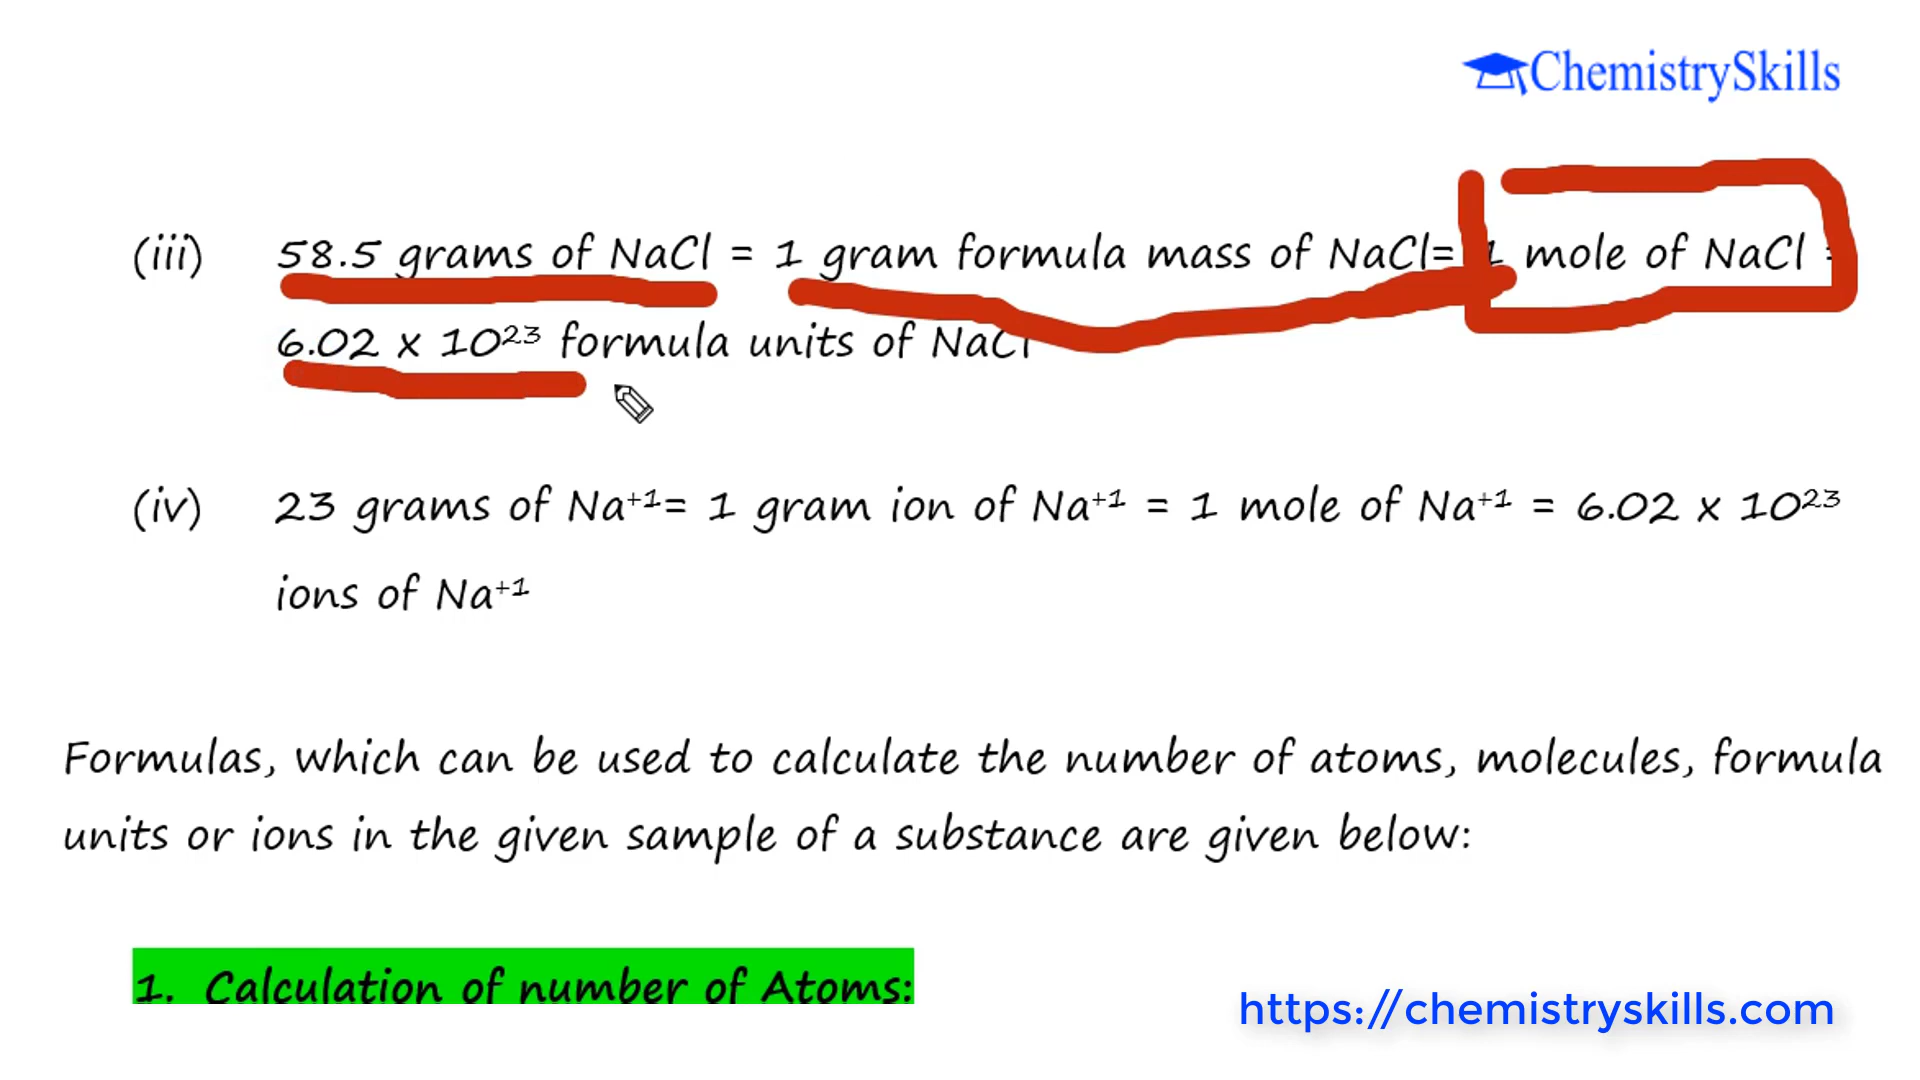 ChemistrySkills
(iii) 58.5 grams of NaCl = 1 gram formula mass of NaCl= 1 mole of NaCl =
6.02 x 10²³ formula units of NaCl
(iv) 23 grams of Na⁺¹= 1 gram ion of Na⁺¹ = 1 mole of Na⁺¹ = 6.02 x 10²³
ions of Na⁺¹
Formulas, which can be used to calculate the number of atoms, molecules, formula
units or ions in the given sample of a substance are given below:
1. Calculation of number of Atoms:
https://chemistryskills.com